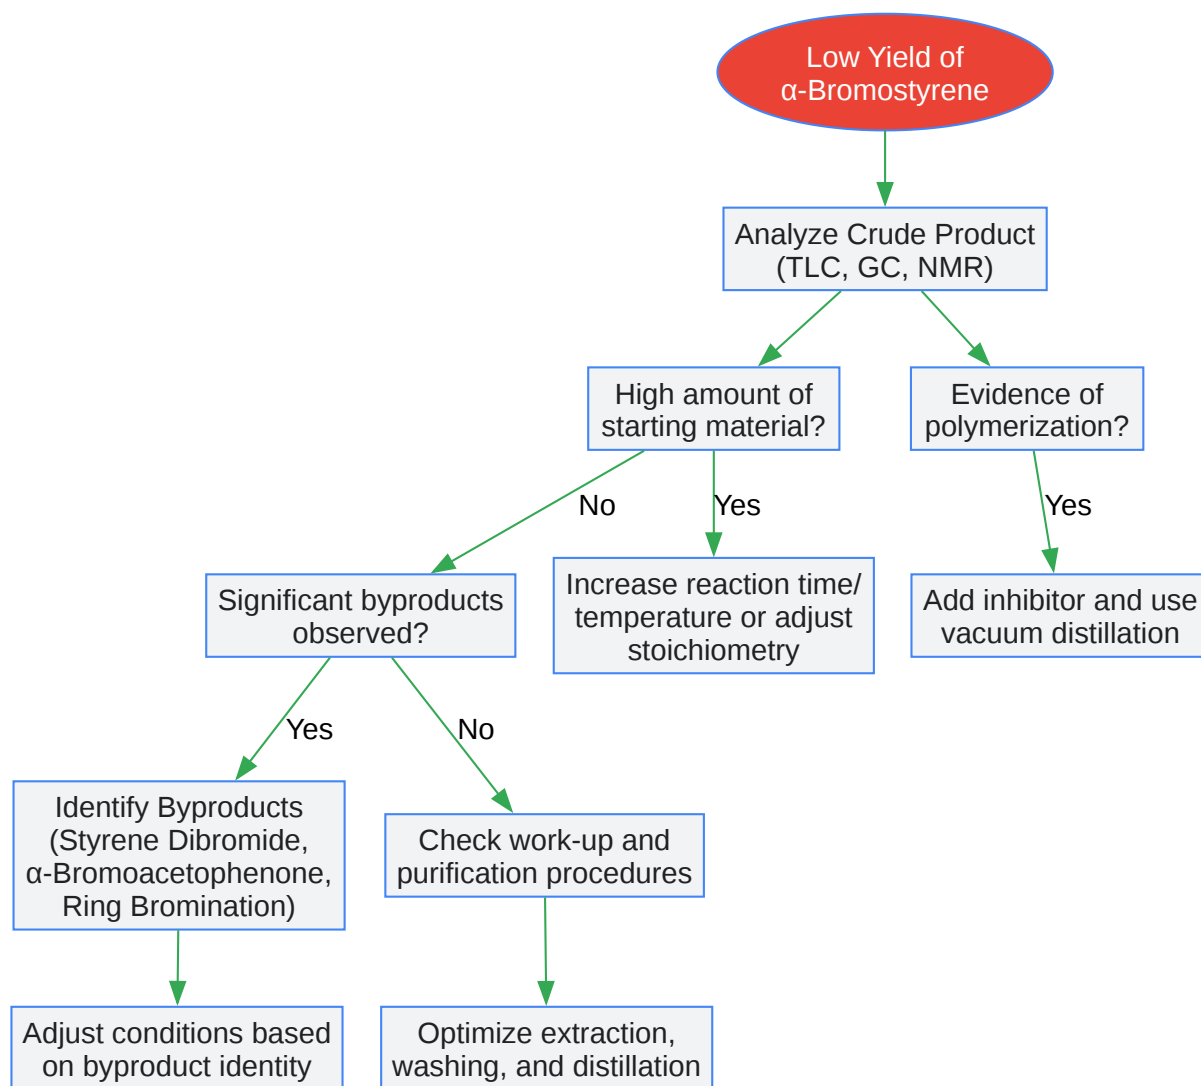 Low Yield of
α-Bromostyrene
Analyze Crude Product
(TLC, GC, NMR)
High amount of
starting material?
Evidence of
polymerization?
No
Yes
Yes
Significant byproducts
observed?
Increase reaction time/
temperature or adjust
stoichiometry
Add inhibitor and use
vacuum distillation
Yes
No
Identify Byproducts
(Styrene Dibromide,
α-Bromoacetophenone,
Ring Bromination)
Check work-up and
purification procedures
Adjust conditions based
on byproduct identity
Optimize extraction,
washing, and distillation